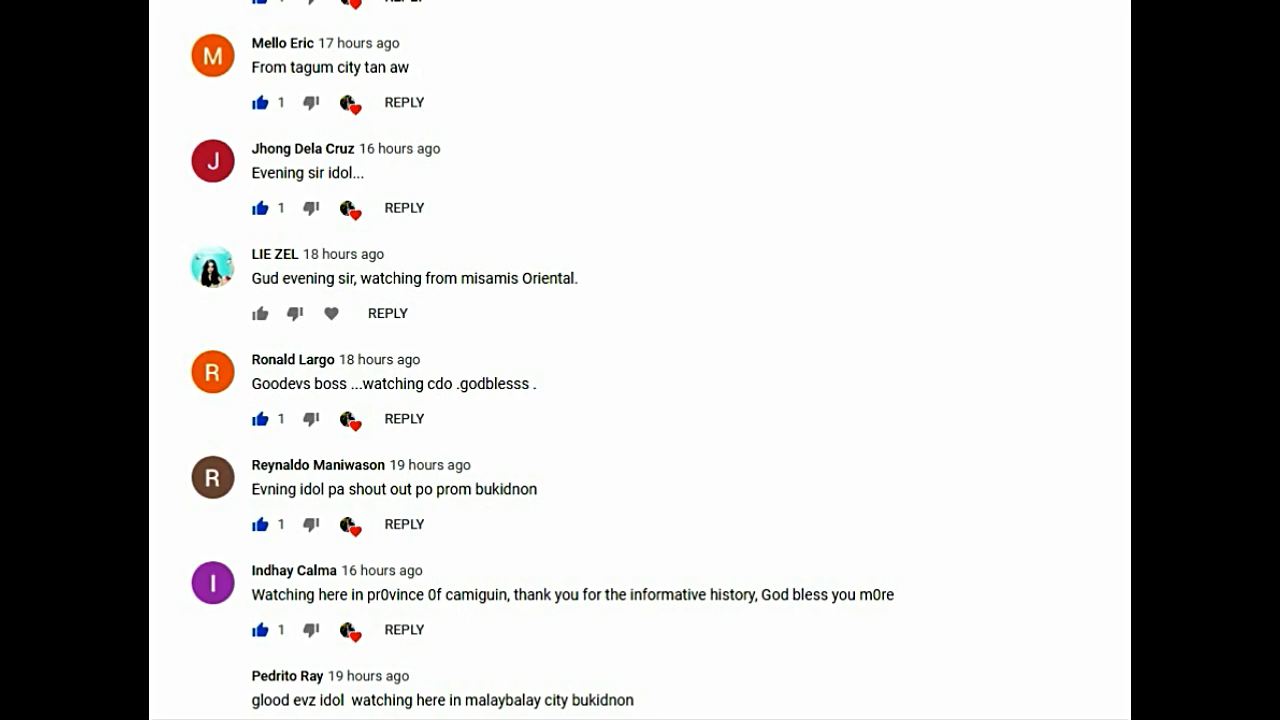 1 REPLY
M
Mello Eric 17 hours ago
From tagum city tan aw
1 REPLY
J
Jhong Dela Cruz 16 hours ago
Evening sir idol...
1 REPLY
LIE ZEL 18 hours ago
Gud evening sir, watching from misamis Oriental.
REPLY
R
Ronald Largo 18 hours ago
Goodevs boss ...watching cdo .godblesss .
1 REPLY
R
Reynaldo Maniwason 19 hours ago
Evning idol pa shout out po prom bukidnon
1 REPLY
I
Indhay Calma 16 hours ago
Watching here in pr0vince 0f camiguin, thank you for the informative history, God bless you m0re
1 REPLY
Pedrito Ray 19 hours ago
glood evz idol  watching here in malaybalay city bukidnon